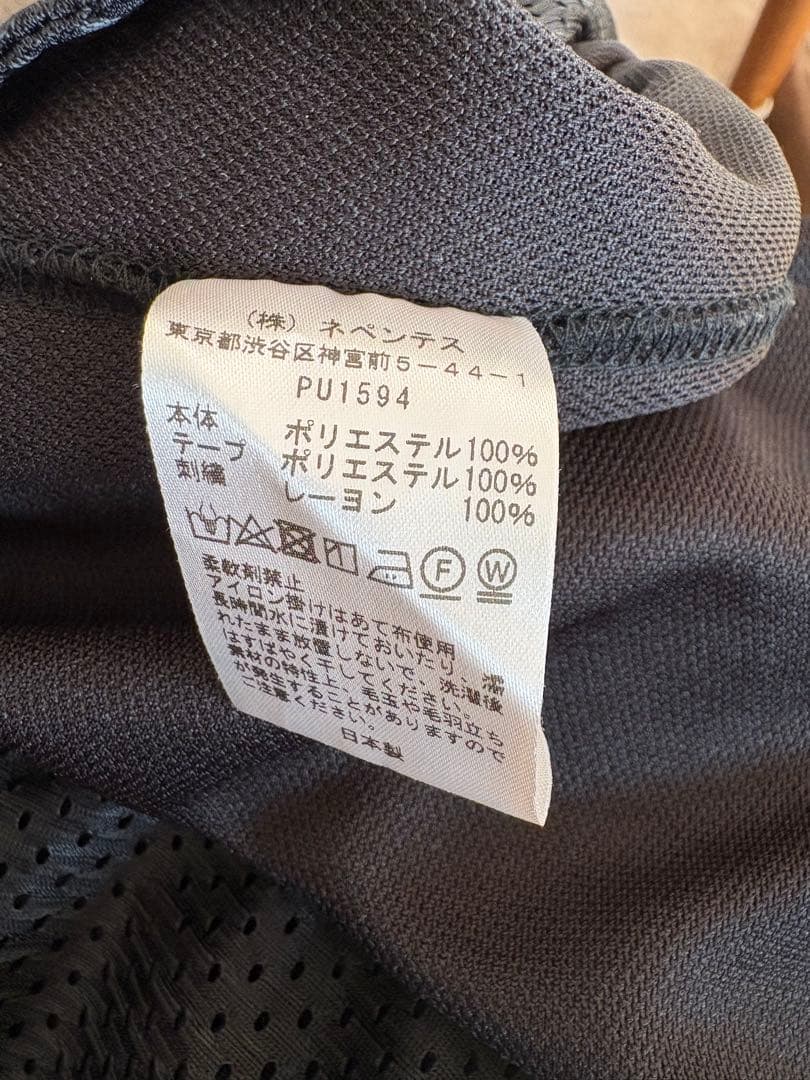 (株) ネペンテス
東京都渋谷区神宮前5-44-1
PU1594
本体 ポリエステル100%
テープ ポリエステル100%
刺繍 レーヨン 100%
F W
柔軟剤禁止
アイロン掛けはあて布使用
長時間水に漬けておいたり、濡
れたまま放置しないで、洗濯後
はすばやく干してください。
素材の特性上、毛玉や毛羽立ち
が発生することがありますので
ご注意ください。
日本製